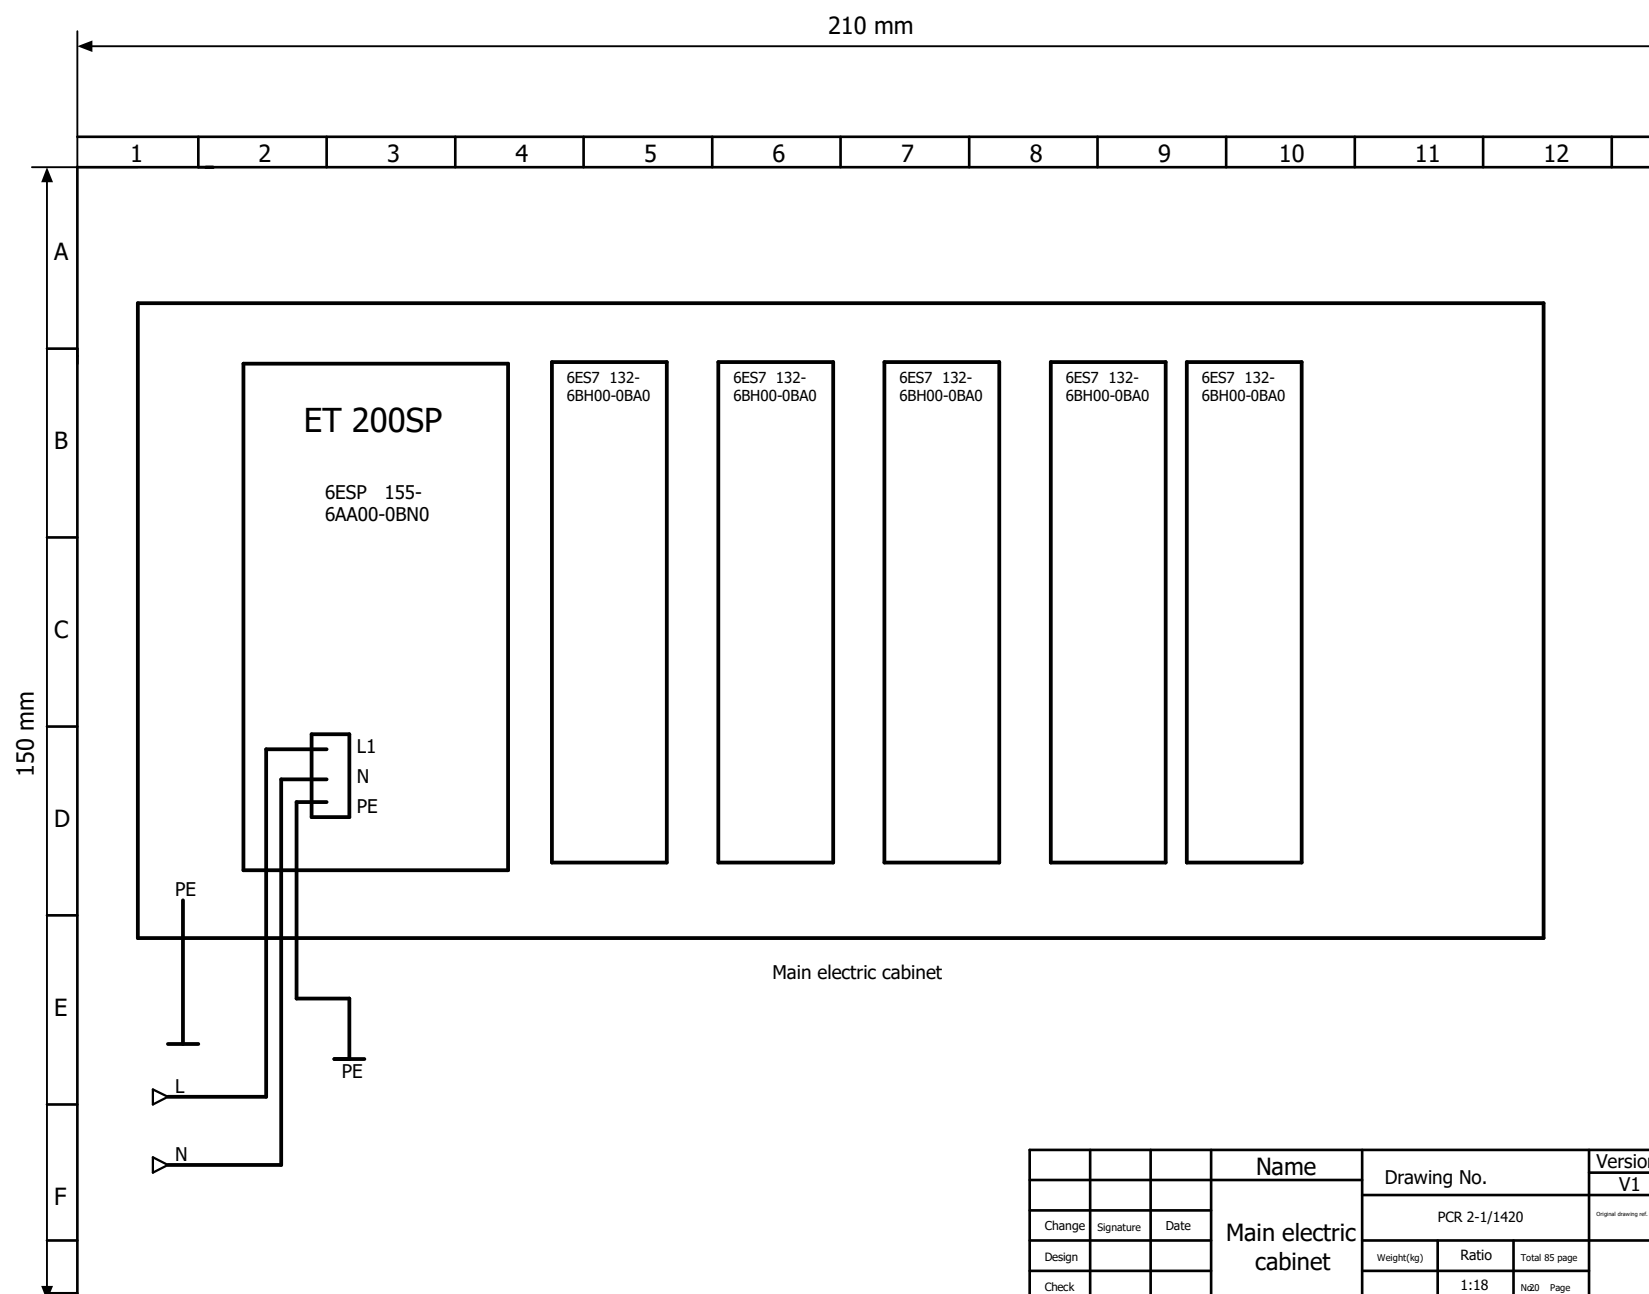 210 mm
1 2 3 4 5 6 7 8 9 10 11 12
A
B
C
D
E
F
150 mm
ET 200SP
6ESP 155-
6AA00-0BN0
6ES7 132-
6BH00-0BA0
6ES7 132-
6BH00-0BA0
6ES7 132-
6BH00-0BA0
6ES7 132-
6BH00-0BA0
6ES7 132-
6BH00-0BA0
L1
N
PE
PE
Main electric cabinet
PE
L
N
Name
Drawing No.
Version
V1
PCR 2-1/1420
Original drawing ref.
Change Signature Date
Main electric
cabinet
Design
Weight(kg) Ratio Total 85 page
Check
1:18
Page